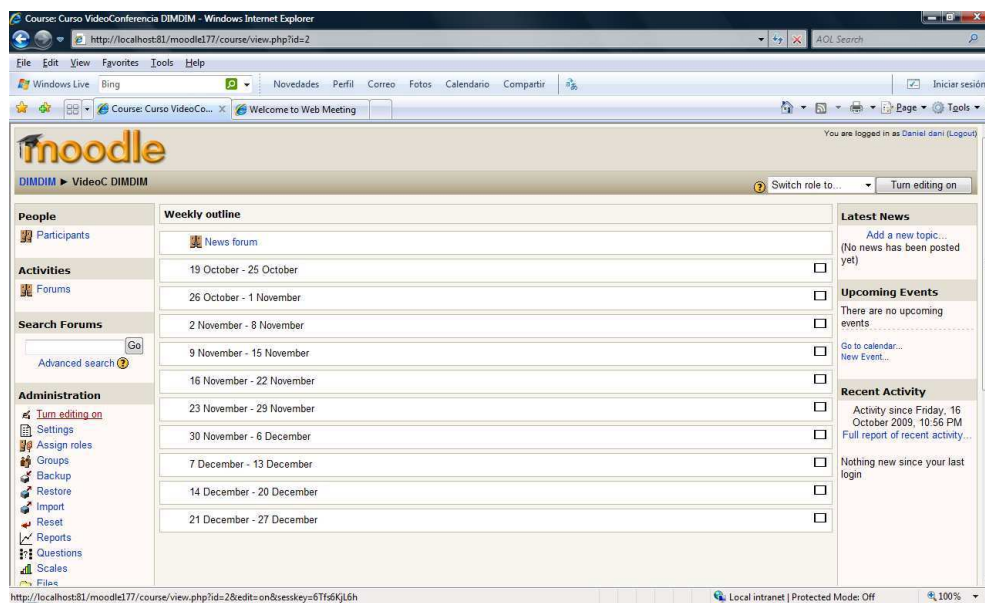 Course: Curso VideoConferencia DIMDIM - Windows Internet Explorer
http://localhost:81/moodle177/course/view.php?id=2
AOL Search
File Edit View Favorites Tools Help
Windows Live Bing Novedades Perfil Correo Fotos Calendario Compartir Iniciar sesión
Course: Curso VideoCo... Welcome to Web Meeting Page Tools
moodle
You are logged in as Daniel dani (Logout)
DIMDIM ► VideoC DIMDIM
Switch role to... Turn editing on
People
Participants
Activities
Forums
Search Forums
Go
Advanced search
Administration
Turn editing on
Settings
Assign roles
Groups
Backup
Restore
Import
Reset
Reports
Questions
Scales
Files
Weekly outline
News forum
19 October - 25 October
26 October - 1 November
2 November - 8 November
9 November - 15 November
16 November - 22 November
23 November - 29 November
30 November - 6 December
7 December - 13 December
14 December - 20 December
21 December - 27 December
Latest News
Add a new topic...
(No news has been posted
yet)
Upcoming Events
There are no upcoming
events
Go to calendar...
New Event...
Recent Activity
Activity since Friday, 16
October 2009, 10:56 PM
Full report of recent activity...
Nothing new since your last
login
http://localhost:81/moodle177/course/view.php?id=2&edit=on&sesskey=6Tfs6KjL6h
Local intranet | Protected Mode: Off
100%